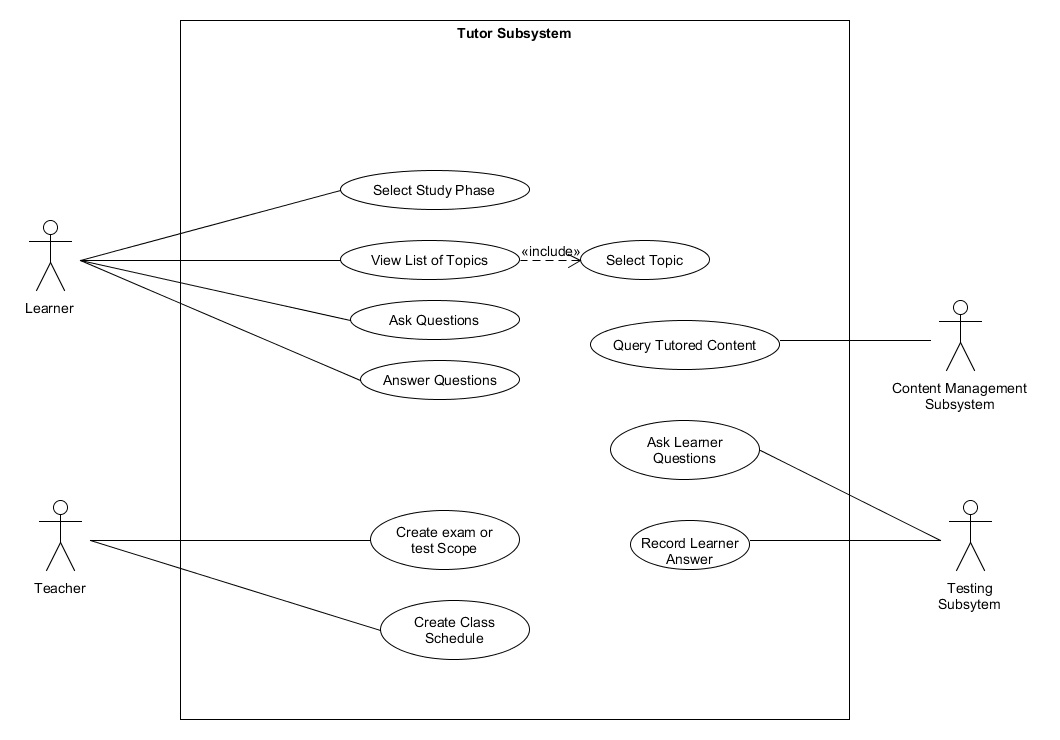 Tutor Subsystem
Select Study Phase
Learner
View List of Topics
«include»
Select Topic
Ask Questions
Answer Questions
Query Tutored Content
Content Management
Subsystem
Ask Learner
Questions
Teacher
Create exam or
test Scope
Record Learner
Answer
Testing
Subsytem
Create Class
Schedule